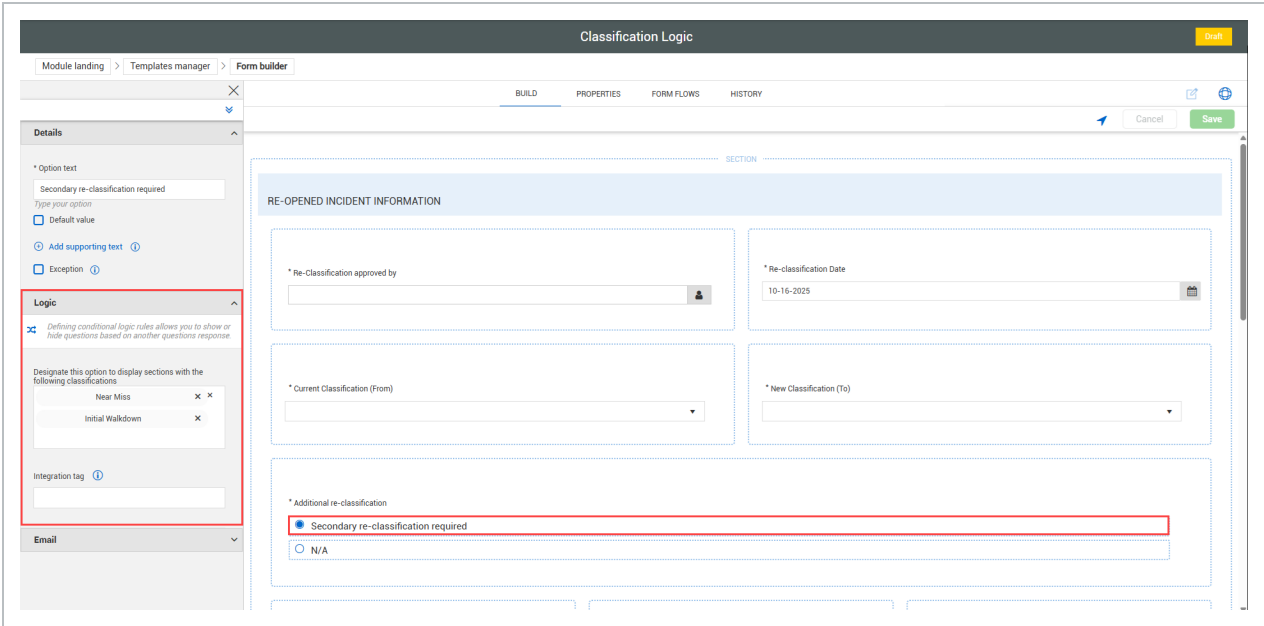 Classification Logic
Draft
Module landing > Templates manager > Form builder
BUILD PROPERTIES FORM FLOWS HISTORY
Cancel Save
Details
* Option text
Secondary re-classification required
Type your option
Default value
Add supporting text
Exception
Logic
Defining conditional logic rules allows you to show or
hide questions based on another questions response.
Designate this option to display sections with the
following classifications
Near Miss
Initial Walkdown
Integration tag
Email
SECTION
RE-OPENED INCIDENT INFORMATION
* Re-Classification approved by
* Re-classification Date
10-16-2025
* Current Classification (From)
* New Classification (To)
* Additional re-classification
Secondary re-classification required
N/A